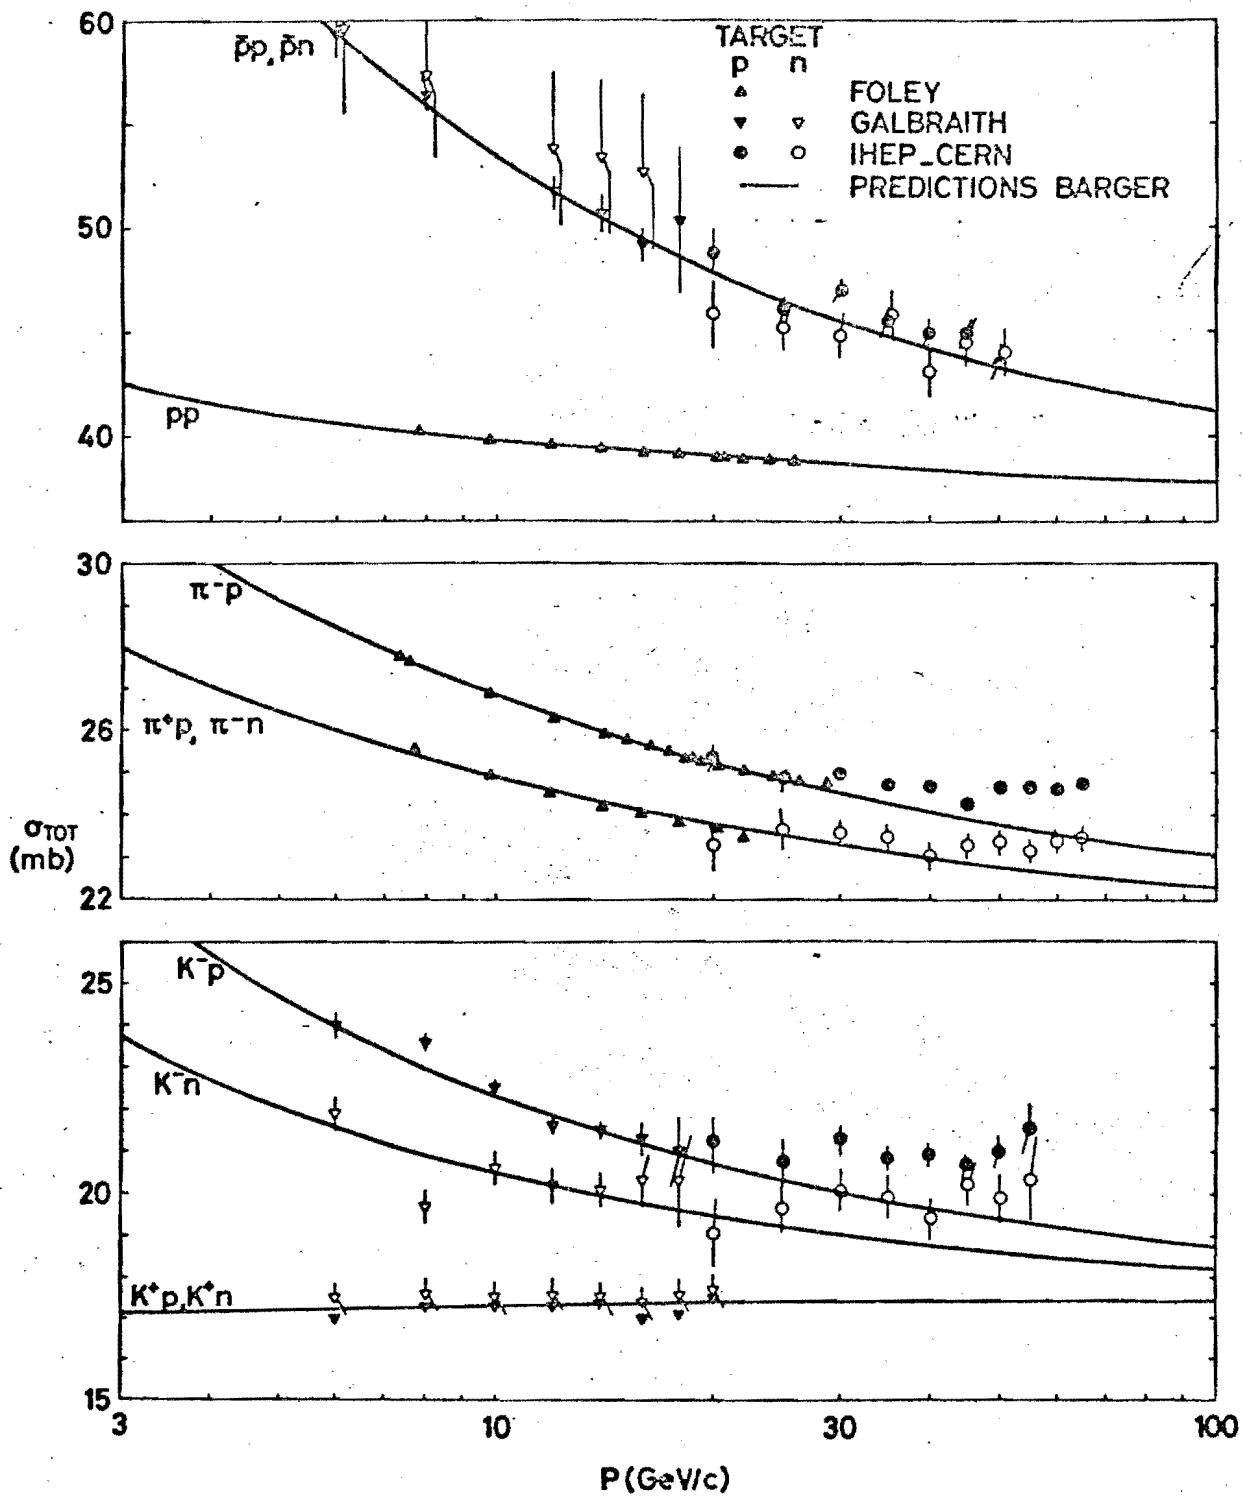 TARGET
p n
FOLEY
GALBRAITH
IHEP_CERN
PREDICTIONS BARGER
60
p̄p, p̄n
50
40
pp
30
π⁻p
26
π⁺p, π⁻n
22
σTOT
(mb)
25
K⁻p
K⁻n
20
K⁺p,K⁺n
15
3 10 30 100
P (GeV/c)